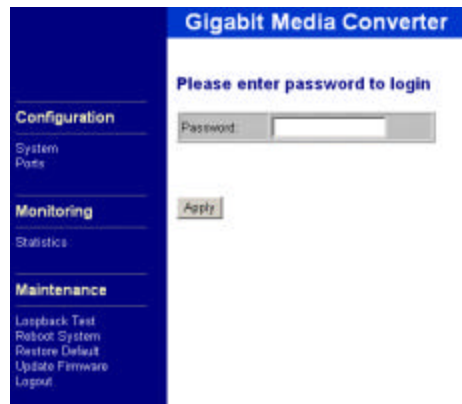 Gigabit Media Converter
Please enter password to login
Password:
Apply
Configuration
System
Ports
Monitoring
Statistics
Maintenance
Loopback Test
Reboot System
Restore Default
Update Firmware
Logout